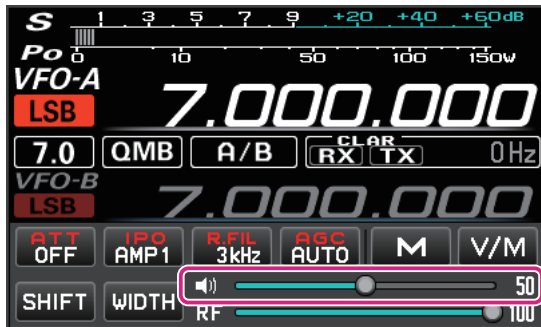 S 1 . 3 . 5 . 7 . 9 +20 +40 +60dB
Po 0 10 50 100 150W
VFO-A
LSB 7.000.000
7.0 QMB A/B CLAR RX TX 0Hz
VFO-B
LSB 7.000.000
ATT IPO R.FIL AGC
OFF AMP1 3kHz AUTO M V/M
50
SHIFT WIDTH RF 100